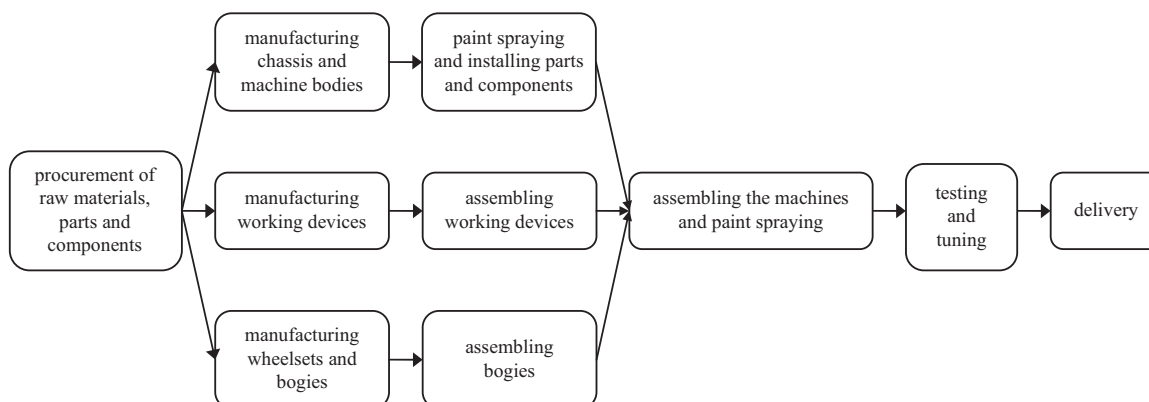 procurement of
raw materials,
parts and
components
manufacturing
chassis and
machine bodies
paint spraying
and installing parts
and components
manufacturing
working devices
assembling
working devices
manufacturing
wheelsets and
bogies
assembling
bogies
assembling the machines
and paint spraying
testing
and
tuning
delivery